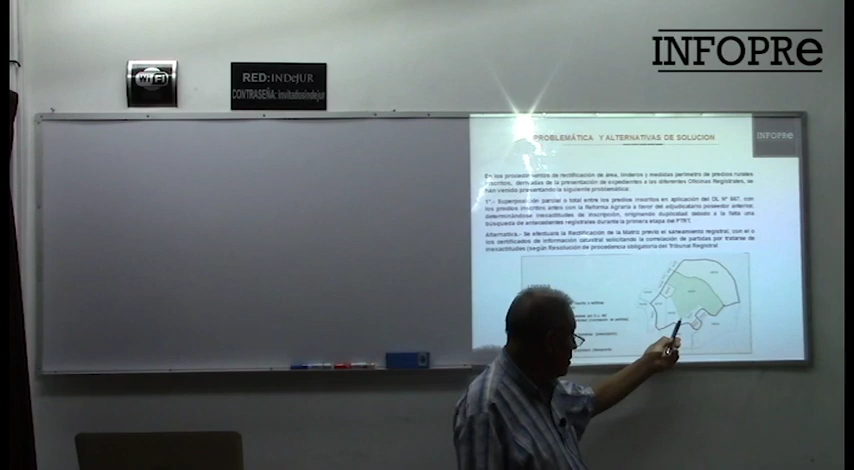 INFOPRe
WiFi
RED:INDeJUR
CONTRASEÑA: invitadosindejur
PROBLEMÁTICA Y ALTERNATIVAS DE SOLUCION
INFOPRe
En los procedimientos de rectificación de área, linderos y medidas perímetro de predios rurales
inscritos, derivadas de la presentación de expedientes a las diferentes Oficinas Registrales, se
han venido presentando la siguiente problemática:
1°.- Superposición parcial o total entre los predios inscritos en aplicación del DL N° 667, con
los predios inscritos antes con la Reforma Agraria a favor del adjudicatario poseedor anterior,
determinándose inexactitudes de inscripción, originando duplicidad debido a la falta una
búsqueda de antecedentes registrales durante la primera etapa del PTRT.
Alternativa.- Se efectuara la Rectificación de la Matriz previo el saneamiento registral, con el o
los certificados de información catastral solicitando la correlación de partidas por tratarse de
inexactitudes (según Resolución de procedencia obligatoria del Tribunal Registral